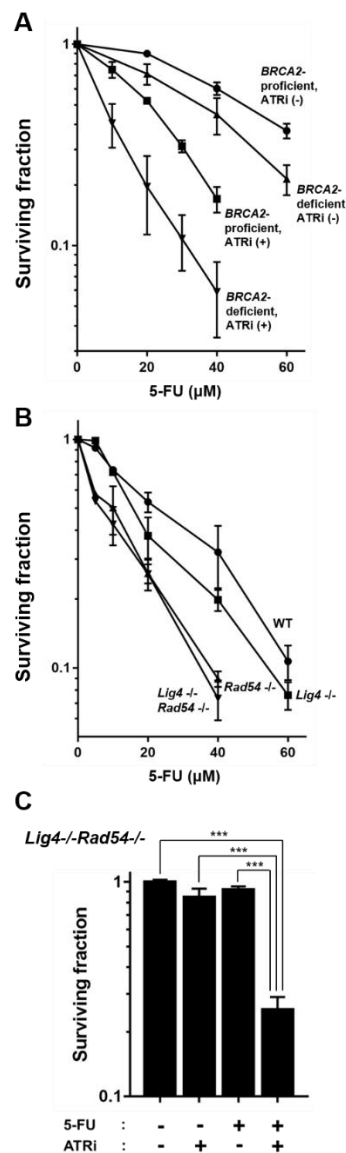 A
Surviving fraction
1
0.1
BRCA2-
proficient,
ATRi (-)
BRCA2-
deficient
ATRi (-)
BRCA2-
proficient,
ATRi (+)
BRCA2-
deficient,
ATRi (+)
0 20 40 60
5-FU (µM)
B
Surviving fraction
1
0.1
WT
Lig4 -/-
Rad54 -/-
Rad54 -/-
Lig4 -/-
0 20 40 60
5-FU (µM)
C
Lig4-/-Rad54-/-
***
***
***
Surviving fraction
1
0.1
5-FU : - - + +
ATRi : - + - +